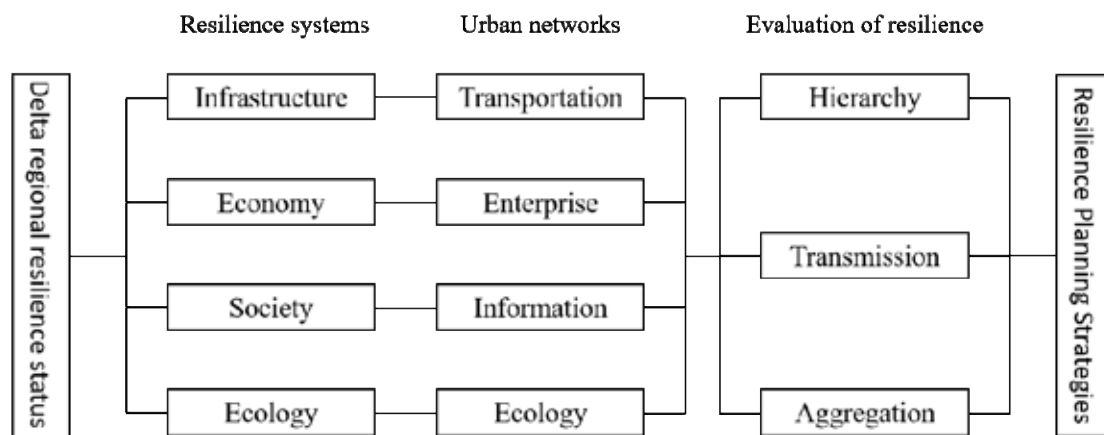 Resilience systems
Urban networks
Evaluation of resilience
Delta regional resilience status
Infrastructure
Transportation
Hierarchy
Economy
Enterprise
Transmission
Society
Information
Ecology
Ecology
Aggregation
Resilience Planning Strategies